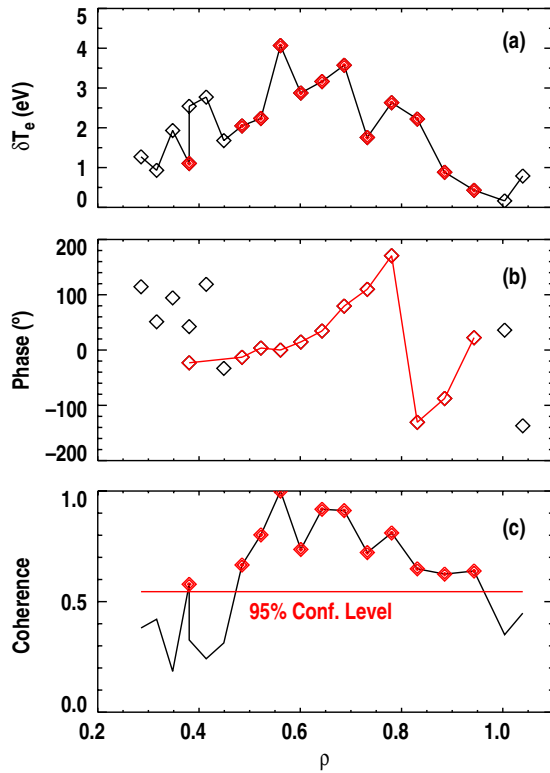 5
4
3
2
1
0
δTₑ (eV)
(a)
200
100
0
−100
−200
Phase (°)
(b)
1.0
0.5
0.0
Coherence
(c)
95% Conf. Level
0.2 0.4 0.6 0.8 1.0
ρ